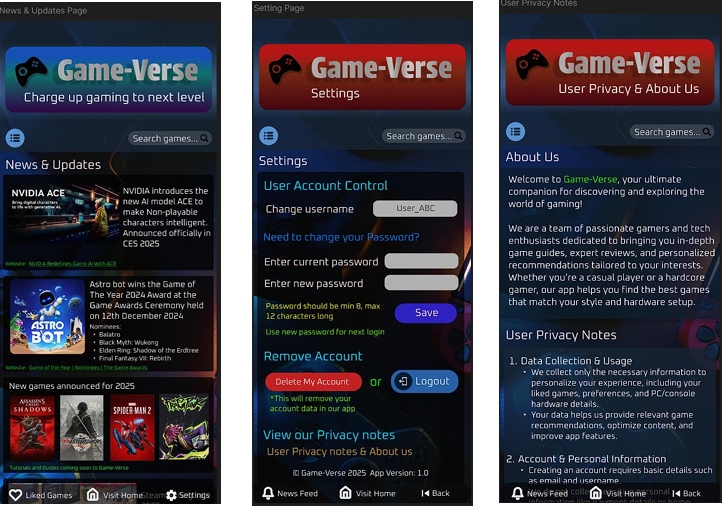 News & Updates Page
Game-Verse
Charge up gaming to next level
Search games...
News & Updates
NVIDIA ACE
Bring digital characters
to life with generative AI.
NVIDIA introduces the
new AI model ACE to
make Non-playable
characters intelligent.
Announced officially in
CES 2025
Website: NVIDIA Redefines Game AI With ACE
ASTRO
BOT
Astro bot wins the Game of
The Year 2024 Award at the
Game Awards Ceremony held
on 12th December 2024
Nominees:
• Balatro
• Black Myth: Wukong
• Elden Ring: Shadow of the Erdtree
• Final Fantasy VII: Rebirth
Website: Game of the Year | Nominees | The Game Awards
New games announced for 2025
ASSASSIN'S
CREED
SHADOWS
SPIDER-MAN 2
Tutorials and Guides coming soon to Game-Verse
Liked Games
Visit Home
Settings
Setting Page
Game-Verse
Settings
Search games...
Settings
User Account Control
Change username
User_ABC
Need to change your Password?
Enter current password
Enter new password
Password should be min 8, max
12 characters long
Save
Use new password for next login
Remove Account
Delete My Account
or
Logout
*This will remove your
account data in our app
View our Privacy notes
User Privacy Notes & About us
© Game-Verse 2025 App Version: 1.0
News Feed
Visit Home
Back
User Privacy Notes
Game-Verse
User Privacy & About Us
Search games...
About Us
Welcome to Game-Verse, your ultimate
companion for discovering and exploring the
world of gaming!
We are a team of passionate gamers and tech
enthusiasts dedicated to bringing you in-depth
game guides, expert reviews, and personalized
recommendations tailored to your interests.
Whether you're a casual player or a hardcore
gamer, our app helps you find the best games
that match your style and hardware setup.
User Privacy Notes
1. Data Collection & Usage
• We collect only the necessary information to
personalize your experience, including your
liked games, preferences, and PC/console
hardware details.
• Your data helps us provide relevant game
recommendations, optimize content, and
improve app features.
2. Account & Personal Information
• Creating an account requires basic details such
as email and username.
News Feed
Visit Home
Back